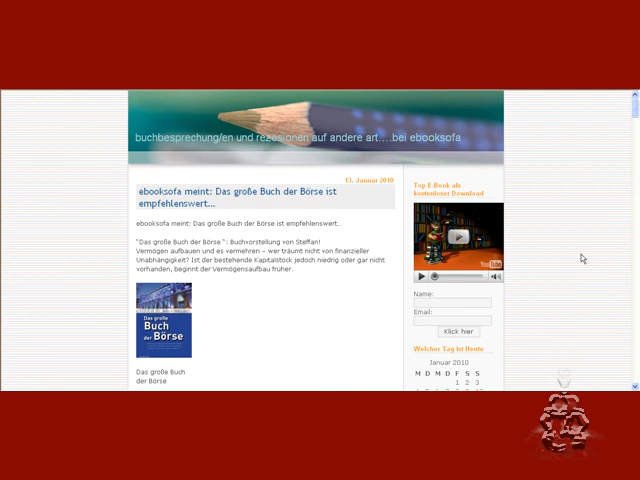 buchbesprechung/en und rezesionen auf andere art....bei ebooksofa
13. Januar 2010
ebooksofa meint: Das große Buch der Börse ist
empfehlenswert...
ebooksofa meint: Das große Buch der Börse ist empfehlenswert..
“Das große Buch der Börse “: Buchvorstellung von Steffan!
Vermögen aufbauen und es vermehren – wer träumt nicht von finanzieller
Unabhängigkeit? Ist der bestehende Kapitalstock jedoch niedrig oder gar nicht
vorhanden, beginnt der Vermögensaufbau früher.
Das große
Buch
der Börse
Das große Buch
der Börse
Top E-Book als
kostenloses Download
YouTube
Name:
Email:
Klick hier
Welcher Tag ist Heute
Januar 2010
M D M D F S S
1 2 3